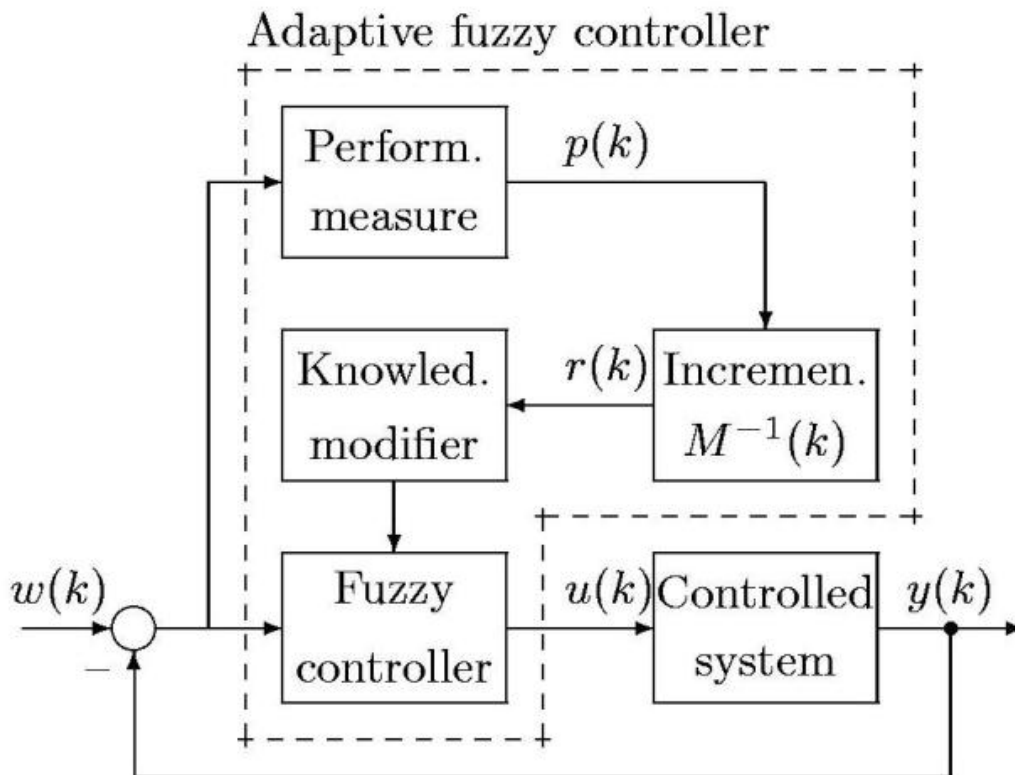 Adaptive fuzzy controller
Perform.
measure
p(k)
Knowled.
modifier
r(k)
Incremen.
M⁻¹(k)
w(k)
−
Fuzzy
controller
u(k)
Controlled
system
y(k)